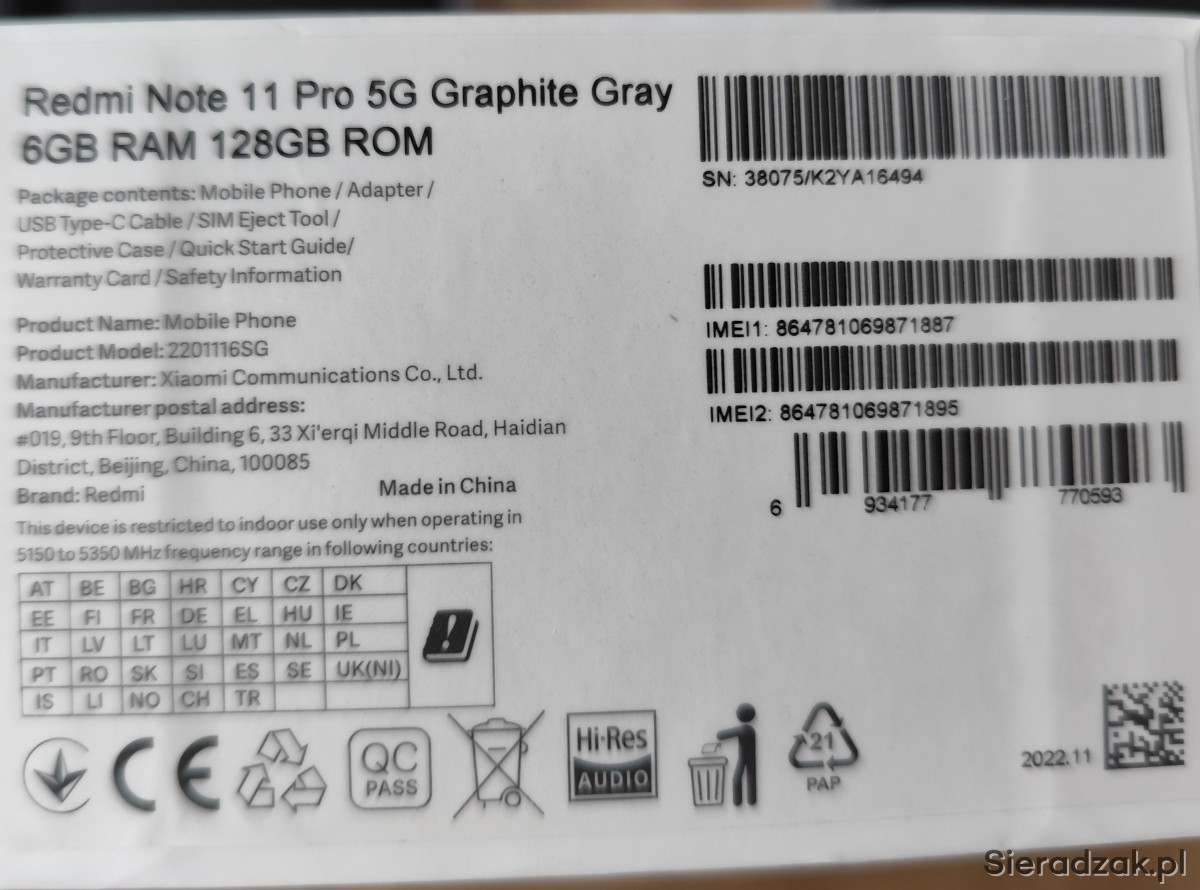 Redmi Note 11 Pro 5G Graphite Gray
6GB RAM 128GB ROM
Package contents: Mobile Phone / Adapter /
USB Type-C Cable / SIM Eject Tool /
Protective Case / Quick Start Guide/
Warranty Card / Safety Information
Product Name: Mobile Phone
Product Model: 2201116SG
Manufacturer: Xiaomi Communications Co., Ltd.
Manufacturer postal address:
#019, 9th Floor, Building 6, 33 Xi'erqi Middle Road, Haidian
District, Beijing, China, 100085
Brand: Redmi
Made in China
This device is restricted to indoor use only when operating in
5150 to 5350 MHz frequency range in following countries:
AT BE BG HR CY CZ DK
EE FI FR DE EL HU IE
IT LV LT LU MT NL PL
PT RO SK SI ES SE UK(NI)
IS LI NO CH TR
SN: 38075/K2YA16494
IMEI1: 864781069871887
IMEI2: 864781069871895
6 934177 770593
CE
QC
PASS
Hi-Res
AUDIO
21
PAP
2022.11
Sieradzak.pl